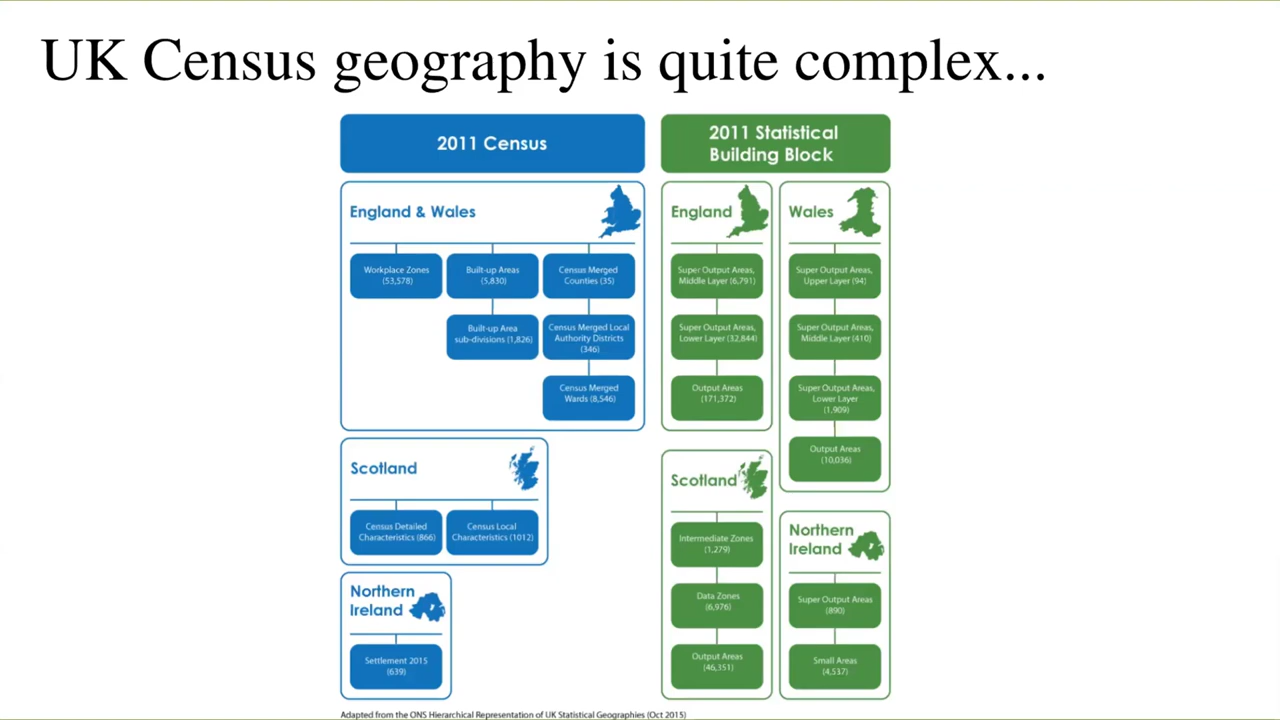 UK Census geography is quite complex...
2011 Census
England & Wales
Workplace Zones
(53,578)
Built-up Areas
(5,830)
Built-up Area
sub-divisions (1,826)
Census Merged
Counties (35)
Census Merged Local
Authority Districts
(346)
Census Merged
Wards (8,546)
Scotland
Census Detailed
Characteristics (866)
Census Local
Characteristics (1012)
Northern
Ireland
Settlement 2015
(639)
2011 Statistical
Building Block
England
Super Output Areas,
Middle Layer (6,791)
Super Output Areas,
Lower Layer (32,844)
Output Areas
(171,372)
Wales
Super Output Areas,
Upper Layer (94)
Super Output Areas,
Middle Layer (410)
Super Output Areas,
Lower Layer
(1,909)
Output Areas
(10,036)
Scotland
Intermediate Zones
(1,279)
Data Zones
(6,976)
Output Areas
(46,351)
Northern
Ireland
Super Output Areas
(890)
Small Areas
(4,537)
Adapted from the ONS Hierarchical Representation of UK Statistical Geographies (Oct 2015)